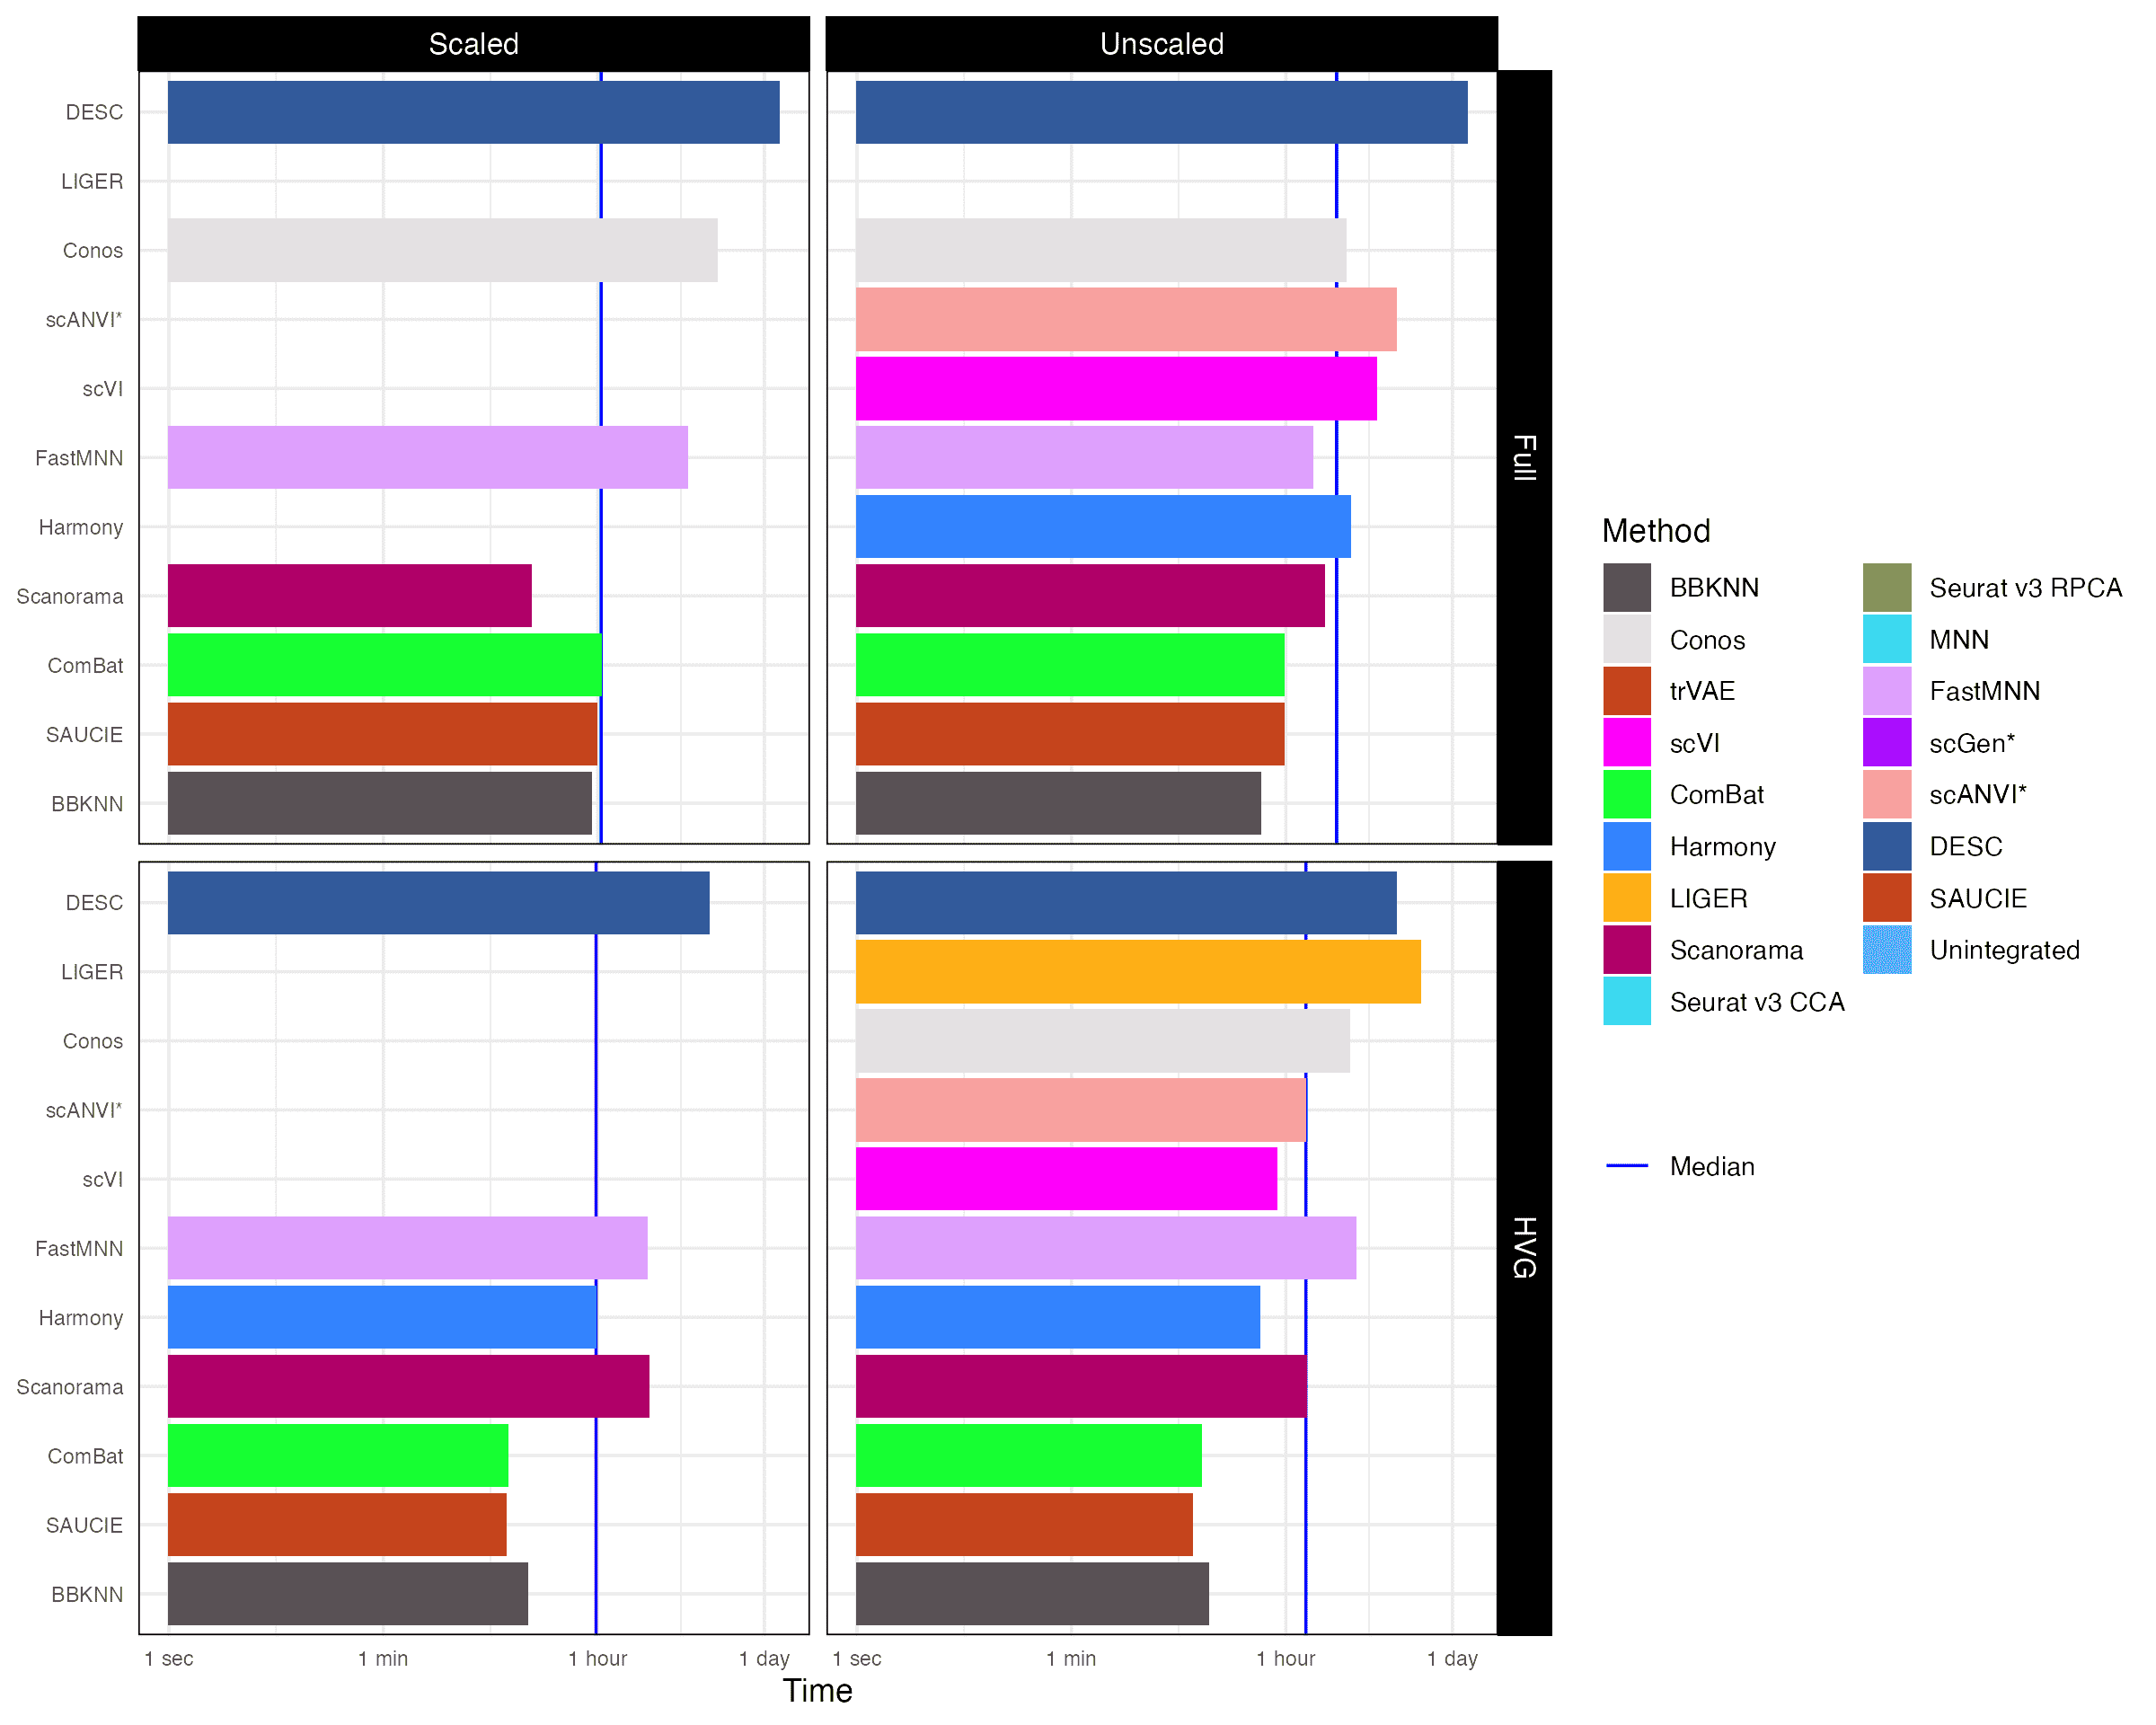 Scaled
Unscaled
DESC
LIGER
Conos
scANVI*
scVI
FastMNN
Harmony
Scanorama
ComBat
SAUCIE
BBKNN
Full
DESC
LIGER
Conos
scANVI*
scVI
FastMNN
Harmony
Scanorama
ComBat
SAUCIE
BBKNN
HVG
1 sec 1 min 1 hour 1 day
1 sec 1 min 1 hour 1 day
Time
Method
BBKNN
Conos
trVAE
scVI
ComBat
Harmony
LIGER
Scanorama
Seurat v3 CCA
Seurat v3 RPCA
MNN
FastMNN
scGen*
scANVI*
DESC
SAUCIE
Unintegrated
Median